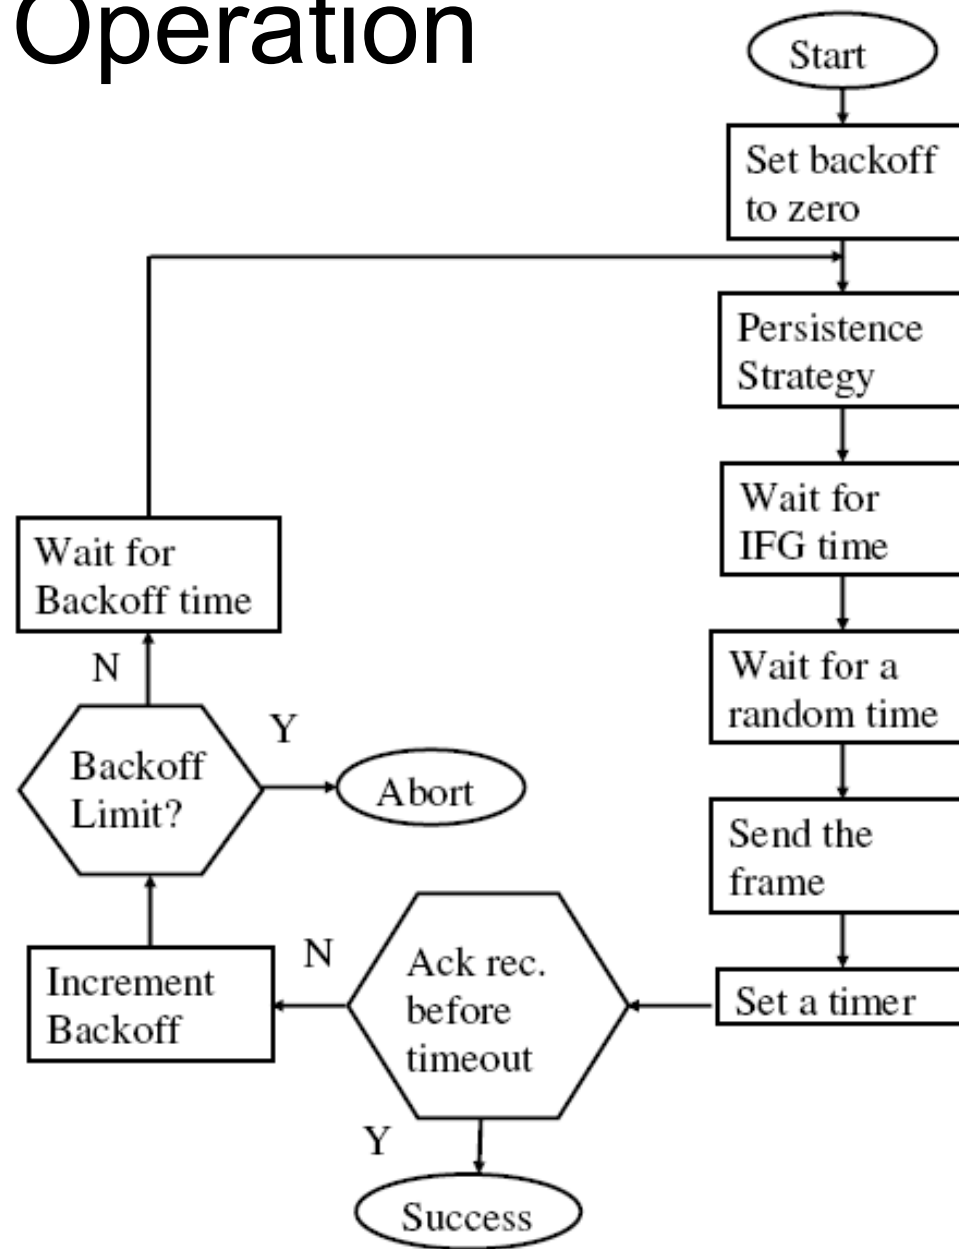 Operation
Start
Set backoff
to zero
Persistence
Strategy
Wait for
IFG time
Wait for a
random time
Send the
frame
Set a timer
Ack rec.
before
timeout
N
Y
Success
Increment
Backoff
Backoff
Limit?
Y
Abort
N
Wait for
Backoff time